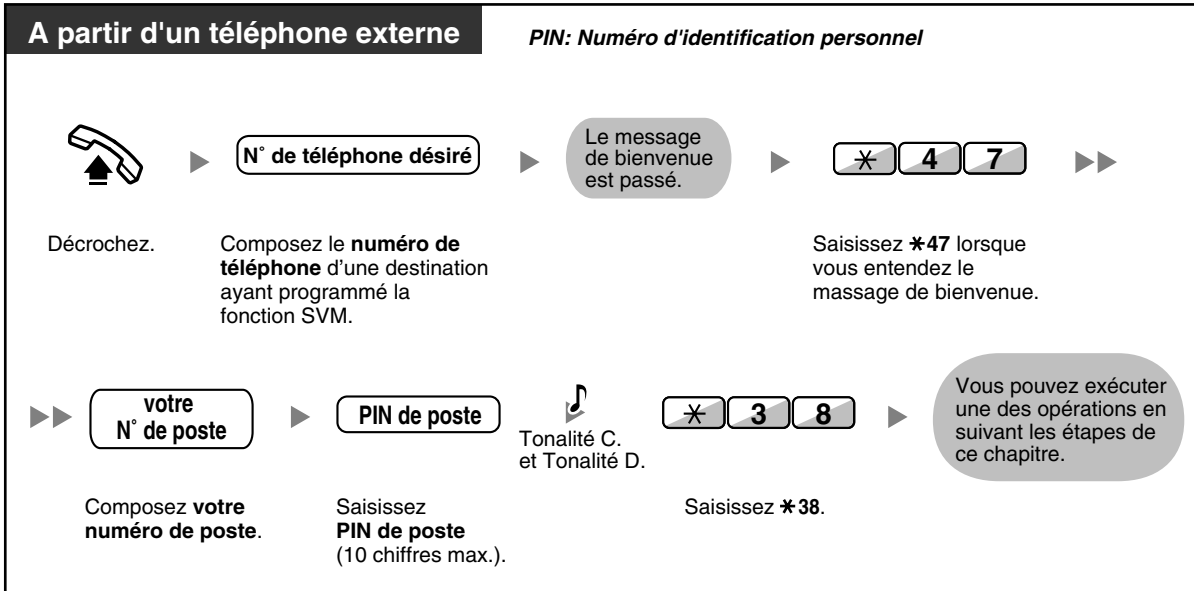 A partir d'un téléphone externe
PIN: Numéro d'identification personnel
N° de téléphone désiré
Le message
de bienvenue
est passé.
* 4 7
Décrochez.
Composez le numéro de
téléphone d'une destination
ayant programmé la
fonction SVM.
Saisissez *47 lorsque
vous entendez le
massage de bienvenue.
votre
N° de poste
PIN de poste
Tonalité C.
et Tonalité D.
* 3 8
Vous pouvez exécuter
une des opérations en
suivant les étapes de
ce chapitre.
Composez votre
numéro de poste.
Saisissez
PIN de poste
(10 chiffres max.).
Saisissez *38.